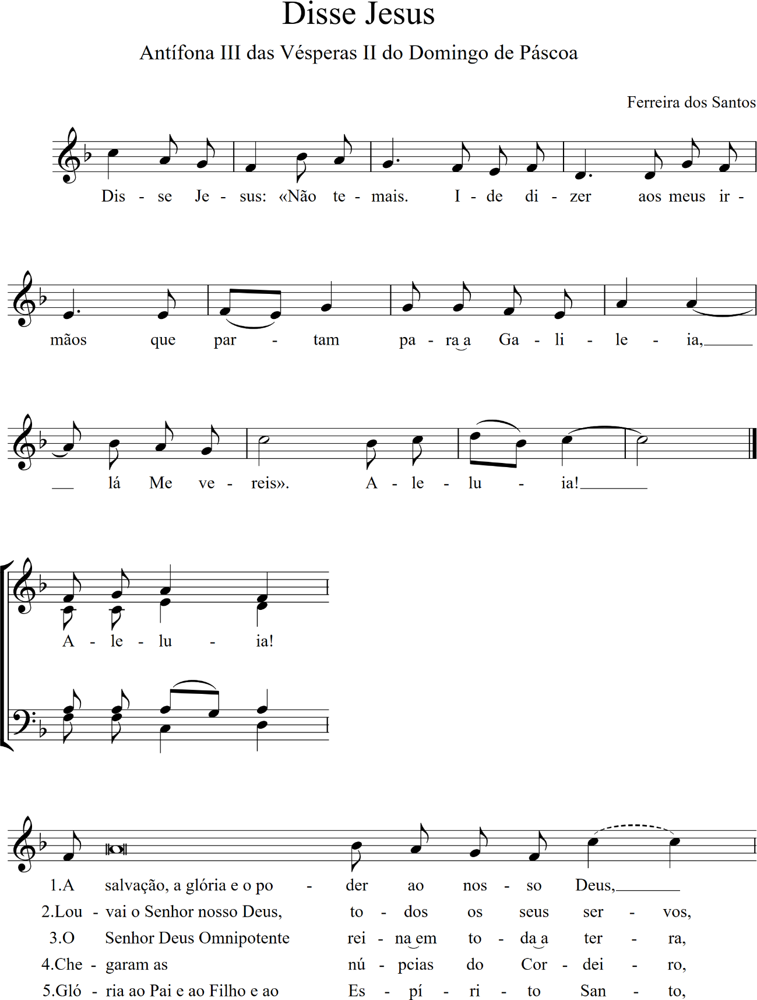 Disse Jesus
Antífona III das Vésperas II do Domingo de Páscoa
Ferreira dos Santos
Dis - se Je - sus: «Não te - mais. I - de di - zer aos meus ir -
mãos que par - tam pa - ra a Ga - li - le - ia,
lá Me ve - reis». A - le - lu - ia!
A - le - lu - ia!
1.A salvação, a glória e o po - der ao nos - so Deus,
2.Lou - vai o Senhor nosso Deus, to - dos os seus ser - vos,
3.O Senhor Deus Omnipotente rei - na em to - da a ter - ra,
4.Che - garam as nú - pcias do Cor - dei - ro,
5.Gló - ria ao Pai e ao Filho e ao Es - pí - ri - to San - to,